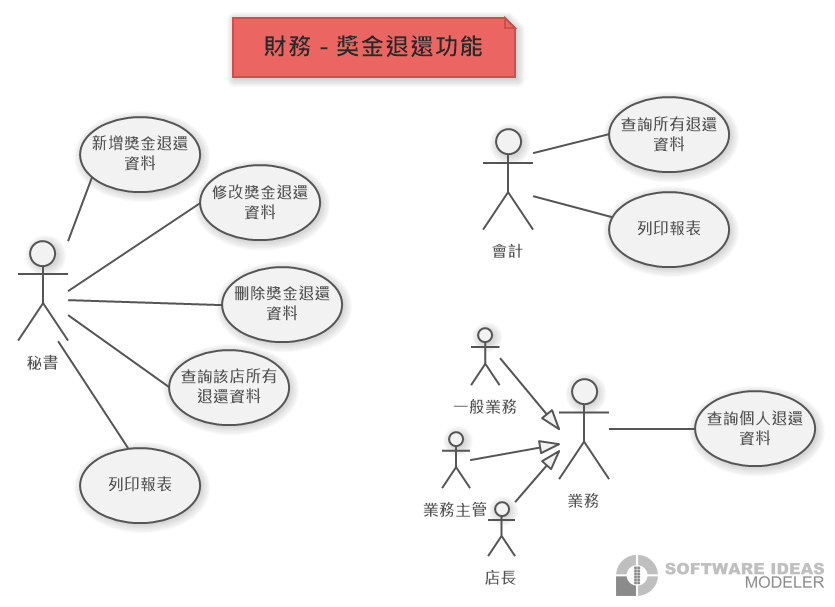 財務 - 獎金退還功能
新增獎金退還
資料
修改獎金退還
資料
刪除獎金退還
資料
查詢該店所有
退還資料
列印報表
秘書
查詢所有退還
資料
列印報表
會計
一般業務
業務主管
店長
業務
查詢個人退還
資料
SOFTWARE IDEAS
MODELER